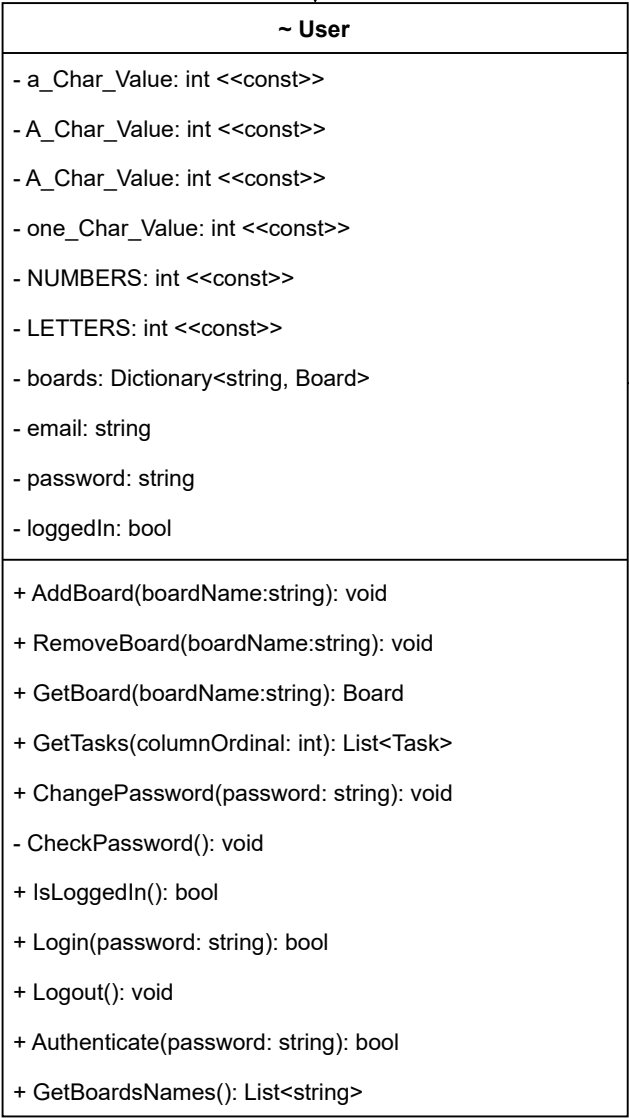 ~ User
- a_Char_Value: int <<const>>
- A_Char_Value: int <<const>>
- A_Char_Value: int <<const>>
- one_Char_Value: int <<const>>
- NUMBERS: int <<const>>
- LETTERS: int <<const>>
- boards: Dictionary<string, Board>
- email: string
- password: string
- loggedIn: bool
+ AddBoard(boardName:string): void
+ RemoveBoard(boardName:string): void
+ GetBoard(boardName:string): Board
+ GetTasks(columnOrdinal: int): List<Task>
+ ChangePassword(password: string): void
- CheckPassword(): void
+ IsLoggedIn(): bool
+ Login(password: string): bool
+ Logout(): void
+ Authenticate(password: string): bool
+ GetBoardsNames(): List<string>